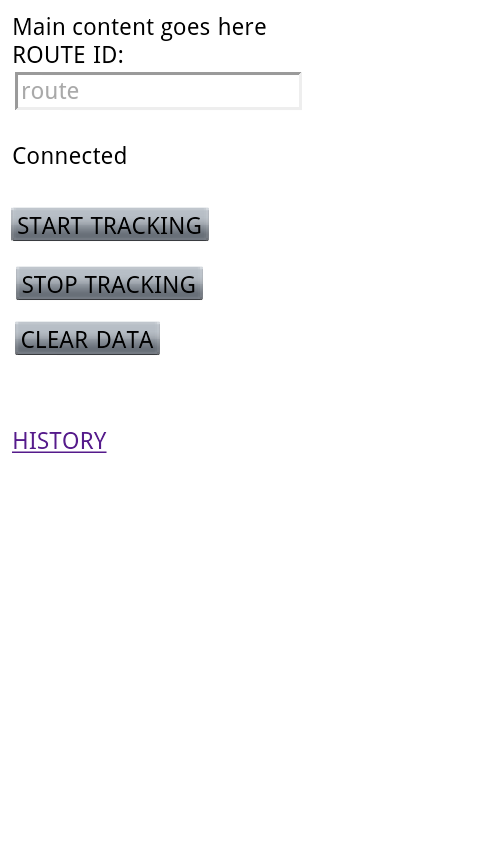 Main content goes here
ROUTE ID:
route
Connected
START TRACKING
STOP TRACKING
CLEAR DATA
HISTORY